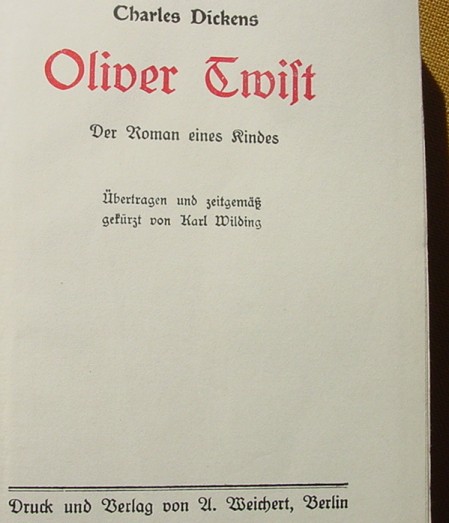 Charles Dickens
Oliver Twist
Der Roman eines Kindes
Übertragen und zeitgemäß
gekürzt von Karl Wilding
Druck und Verlag von A. Weichert, Berlin